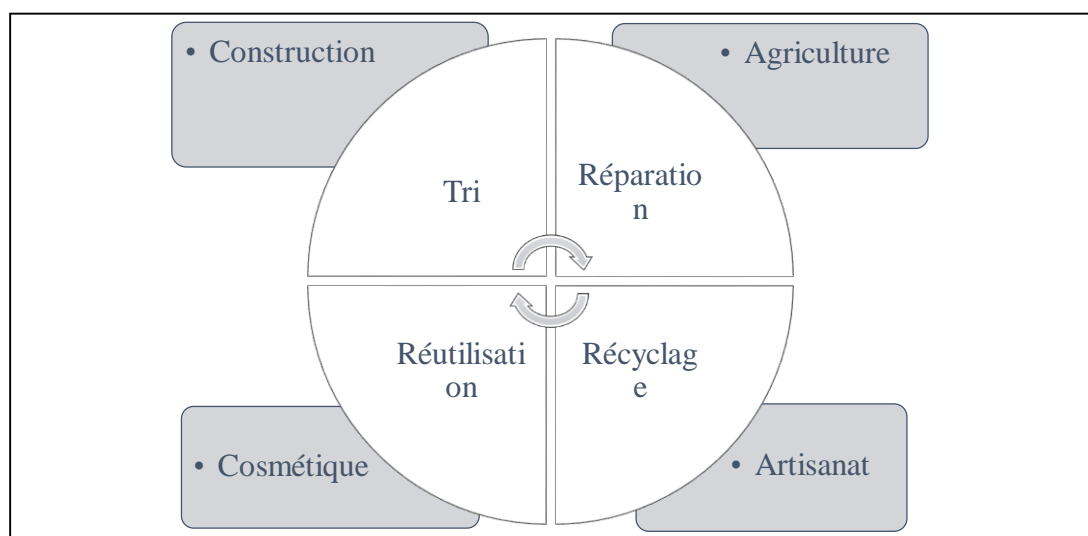 • Construction
• Agriculture
Tri
Réparatio
n
Réutilisati
on
Récyclag
e
• Cosmétique
• Artisanat